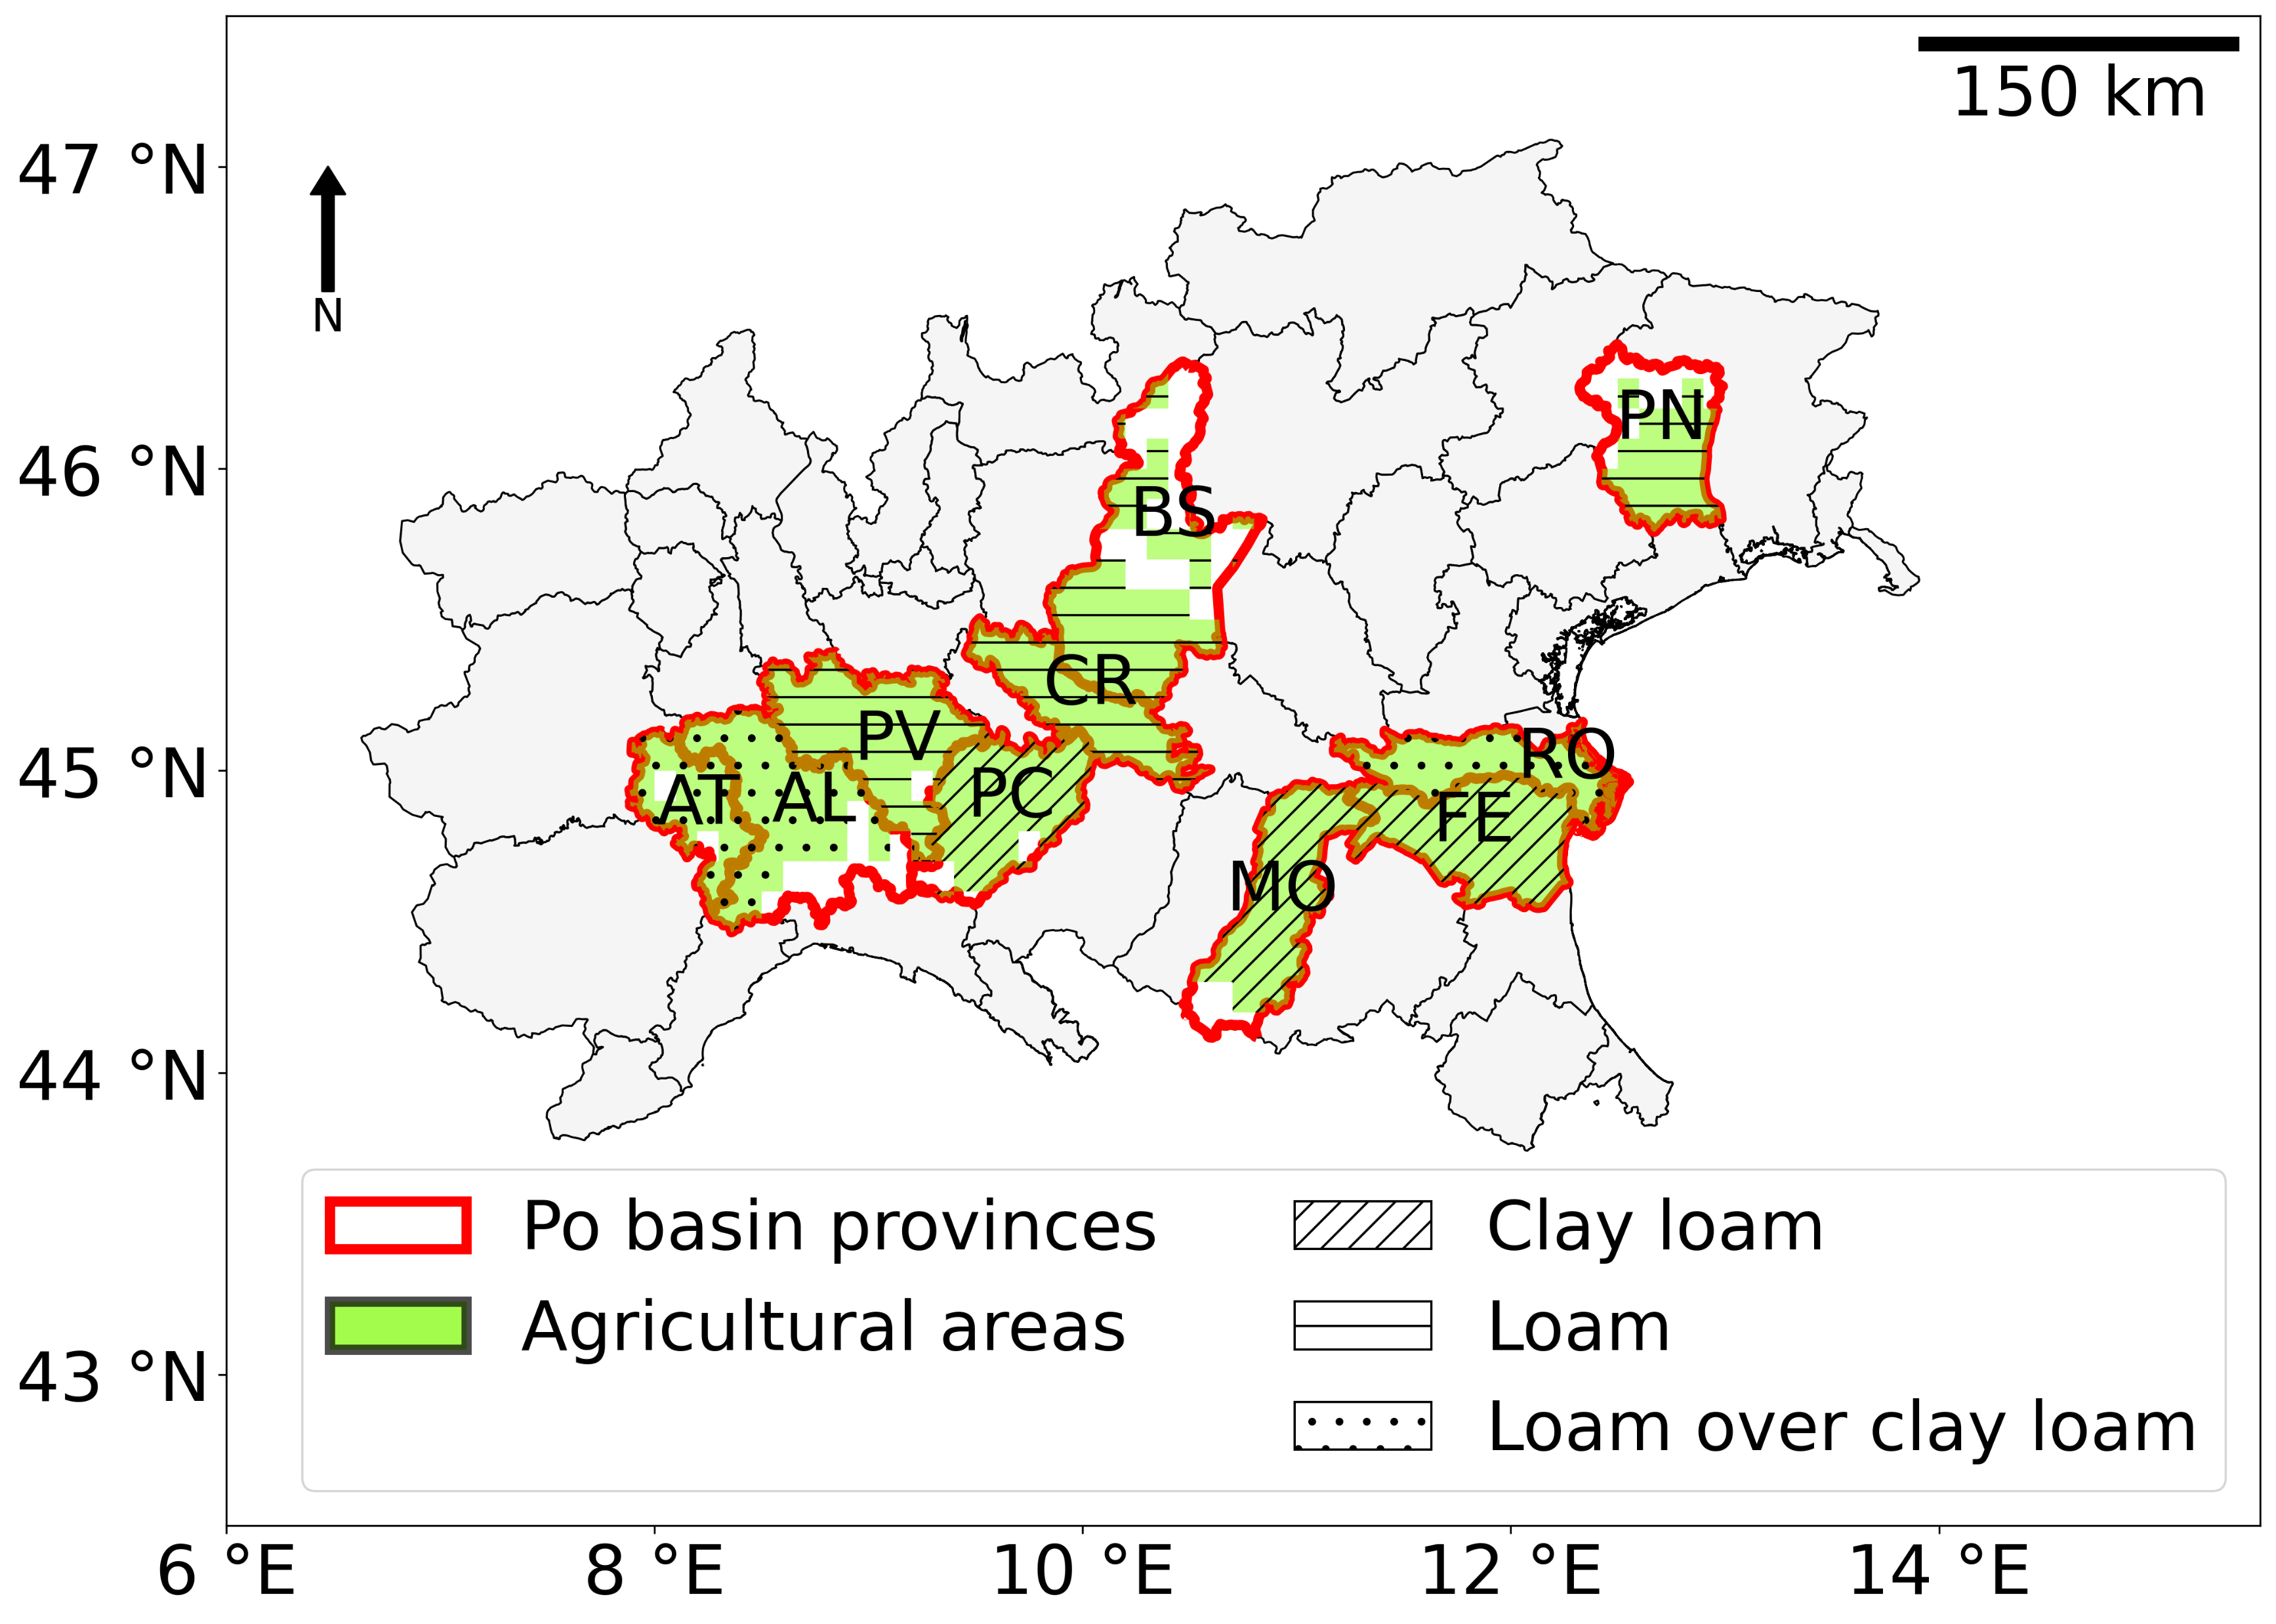 150 km
47 °N
N
46 °N
45 °N
44 °N
43 °N
PN
BS
CR
PV
RO
AT
AL
PC
FE
MO
Po basin provinces
Agricultural areas
Clay loam
Loam
Loam over clay loam
6 °E
8 °E
10 °E
12 °E
14 °E